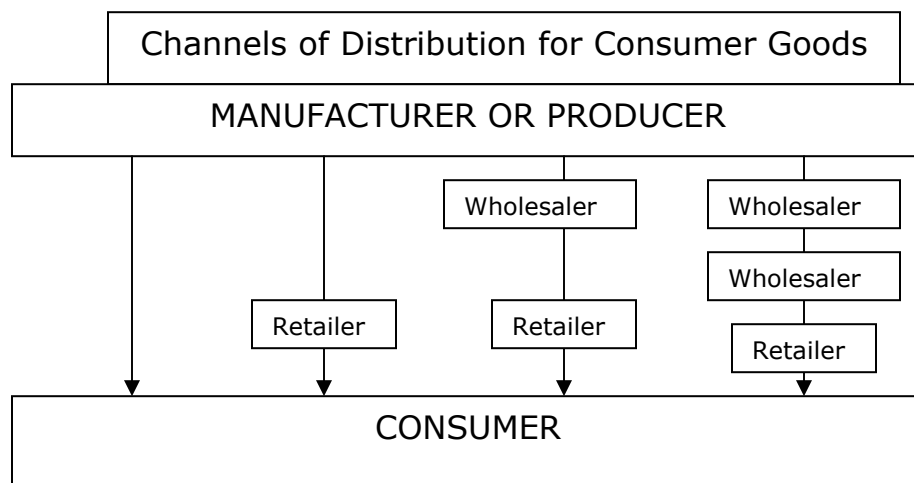 Channels of Distribution for Consumer Goods
MANUFACTURER OR PRODUCER
Wholesaler
Wholesaler
Wholesaler
Retailer
Retailer
Retailer
CONSUMER